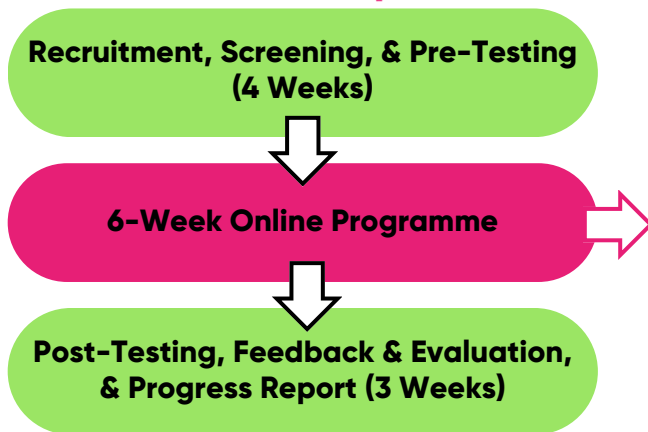 Recruitment, Screening, & Pre-Testing
(4 Weeks)
6-Week Online Programme
Post-Testing, Feedback & Evaluation,
& Progress Report (3 Weeks)